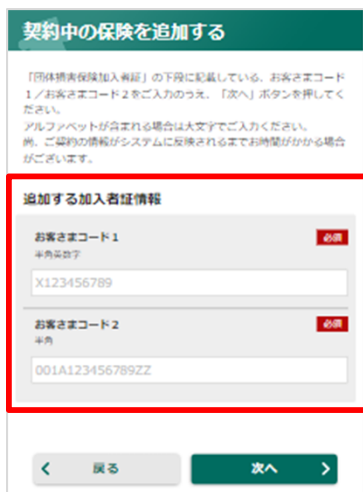 契約中の保険を追加する
「団体損害保険加入者証」の下段に記載している、お客さまコード
1／お客さまコード2をご入力のうえ、「次へ」ボタンを押してく
ださい。
アルファベットが含まれる場合は大文字でご入力ください。
尚、ご契約の情報がシステムに反映されるまでお時間がかかる場合
がございます。
追加する加入者証情報
お客さまコード1
必須
半角英数字
X123456789
お客さまコード2
必須
半角
001A123456789ZZ
戻る
次へ